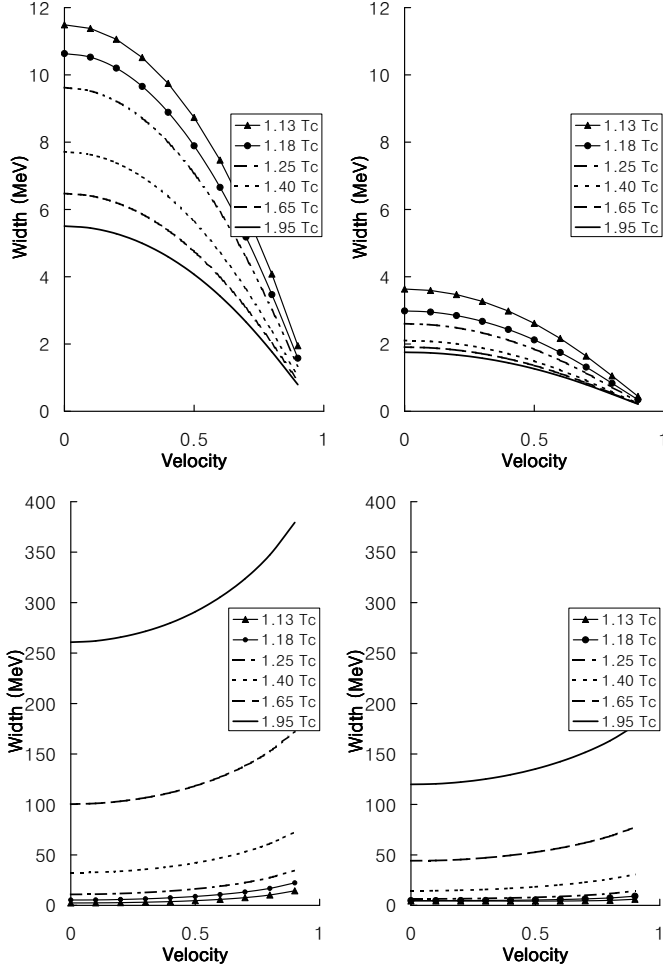 12
10
8
6
4
2
0
Width (MeV)
1.13 Tc
1.18 Tc
1.25 Tc
1.40 Tc
1.65 Tc
1.95 Tc
0
0.5
1
Velocity
12
10
8
6
4
2
0
Width (MeV)
1.13 Tc
1.18 Tc
1.25 Tc
1.40 Tc
1.65 Tc
1.95 Tc
0
0.5
1
Velocity
400
350
300
250
200
150
100
50
0
Width (MeV)
1.13 Tc
1.18 Tc
1.25 Tc
1.40 Tc
1.65 Tc
1.95 Tc
0
0.5
1
Velocity
400
350
300
250
200
150
100
50
0
Width (MeV)
1.13 Tc
1.18 Tc
1.25 Tc
1.40 Tc
1.65 Tc
1.95 Tc
0
0.5
1
Velocity